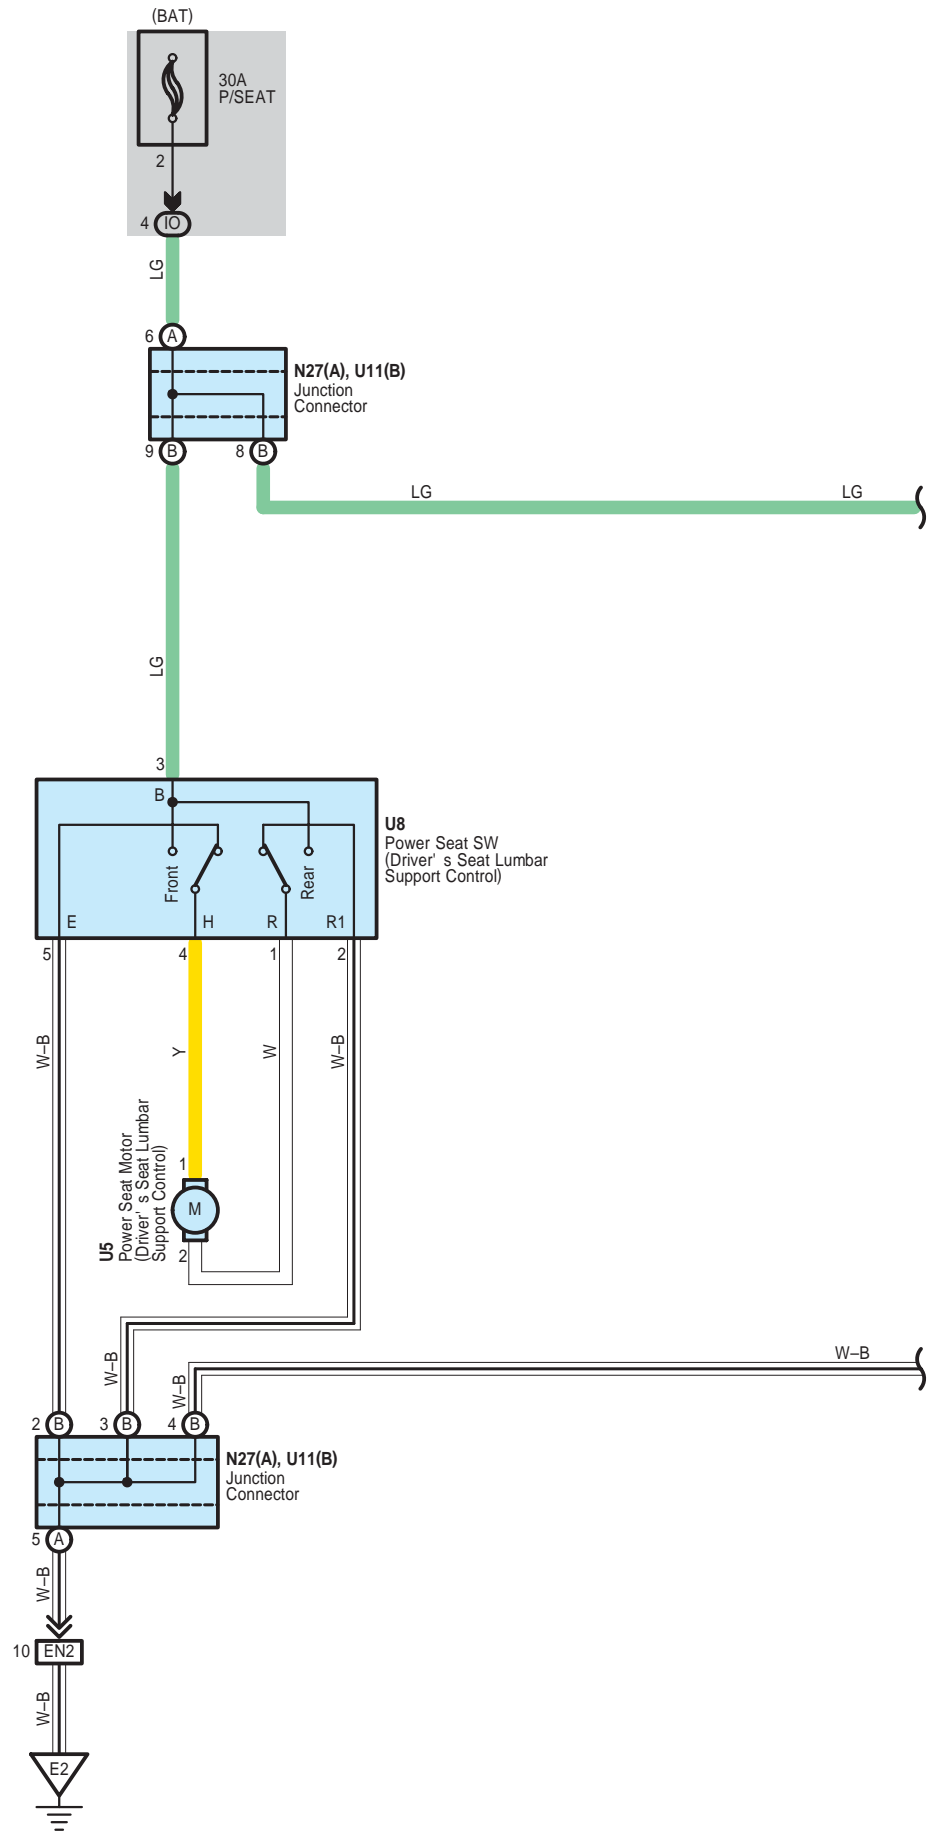 (BAT)
30A
P/SEAT
2
4 IO
LG
6 A
N27(A), U11(B)
Junction
Connector
9 B
8 B
LG
LG
LG
3
B
U8
Power Seat SW
(Driver' s Seat Lumbar
Support Control)
Front
Rear
E
H
R
R1
5
4
1
2
W–B
Y
W
W–B
U5
Power Seat Motor
(Driver' s Seat Lumbar
Support Control)
1
M
2
W–B
W–B
W–B
2 B
3 B
4 B
N27(A), U11(B)
Junction
Connector
5 A
W–B
10 EN2
W–B
E2